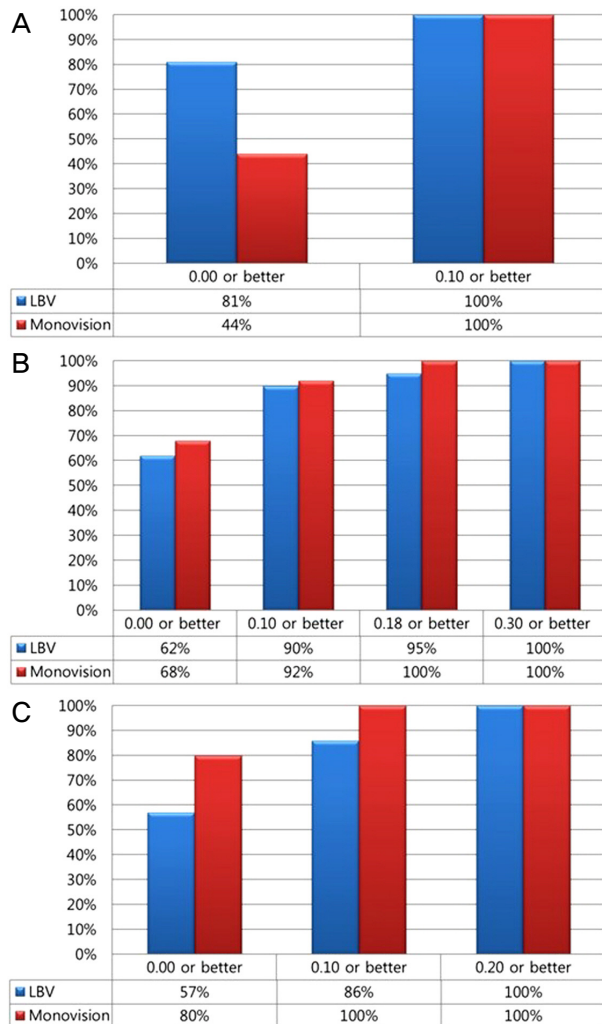 A
100%
90%
80%
70%
60%
50%
40%
30%
20%
10%
0%
0.00 or better 0.10 or better
LBV 81% 100%
Monovision 44% 100%
B
100%
90%
80%
70%
60%
50%
40%
30%
20%
10%
0%
0.00 or better 0.10 or better 0.18 or better 0.30 or better
LBV 62% 90% 95% 100%
Monovision 68% 92% 100% 100%
C
100%
90%
80%
70%
60%
50%
40%
30%
20%
10%
0%
0.00 or better 0.10 or better 0.20 or better
LBV 57% 86% 100%
Monovision 80% 100% 100%